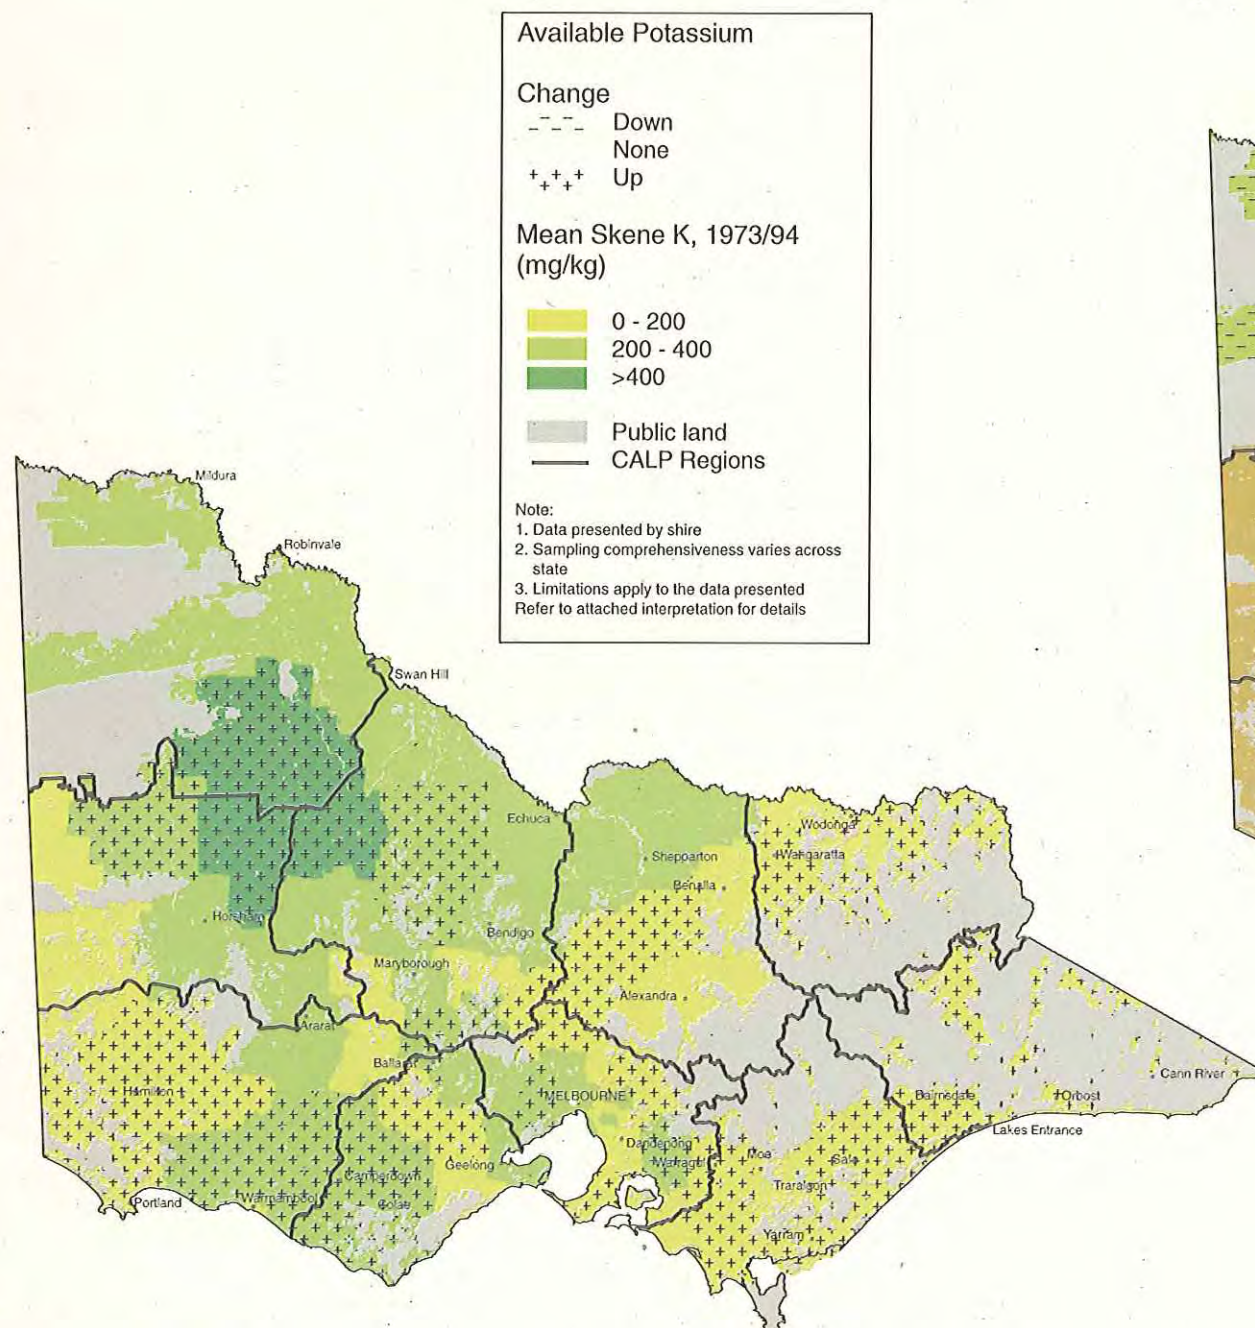 Available Potassium
Change
Down
None
Up
Mean Skene K, 1973/94
(mg/kg)
0 - 200
200 - 400
>400
Public land
CALP Regions
Note:
1. Data presented by shire
2. Sampling comprehensiveness varies across
state
3. Limitations apply to the data presented
Refer to attached interpretation for details
Mildura
Robinvale
Swan Hill
Echuca
Wodonga
Shepparton
Wangaratta
Benalla
Horsham
Bendigo
Maryborough
Alexandra
Ararat
Ballarat
Cann River
Hamilton
MELBOURNE
Bairnsdale
Orbost
Lakes Entrance
Dandenong
Geelong
Warragul
Moe
Sale
Camperdown
Traralgon
Portland
Warrnambool
Colac
Yarram